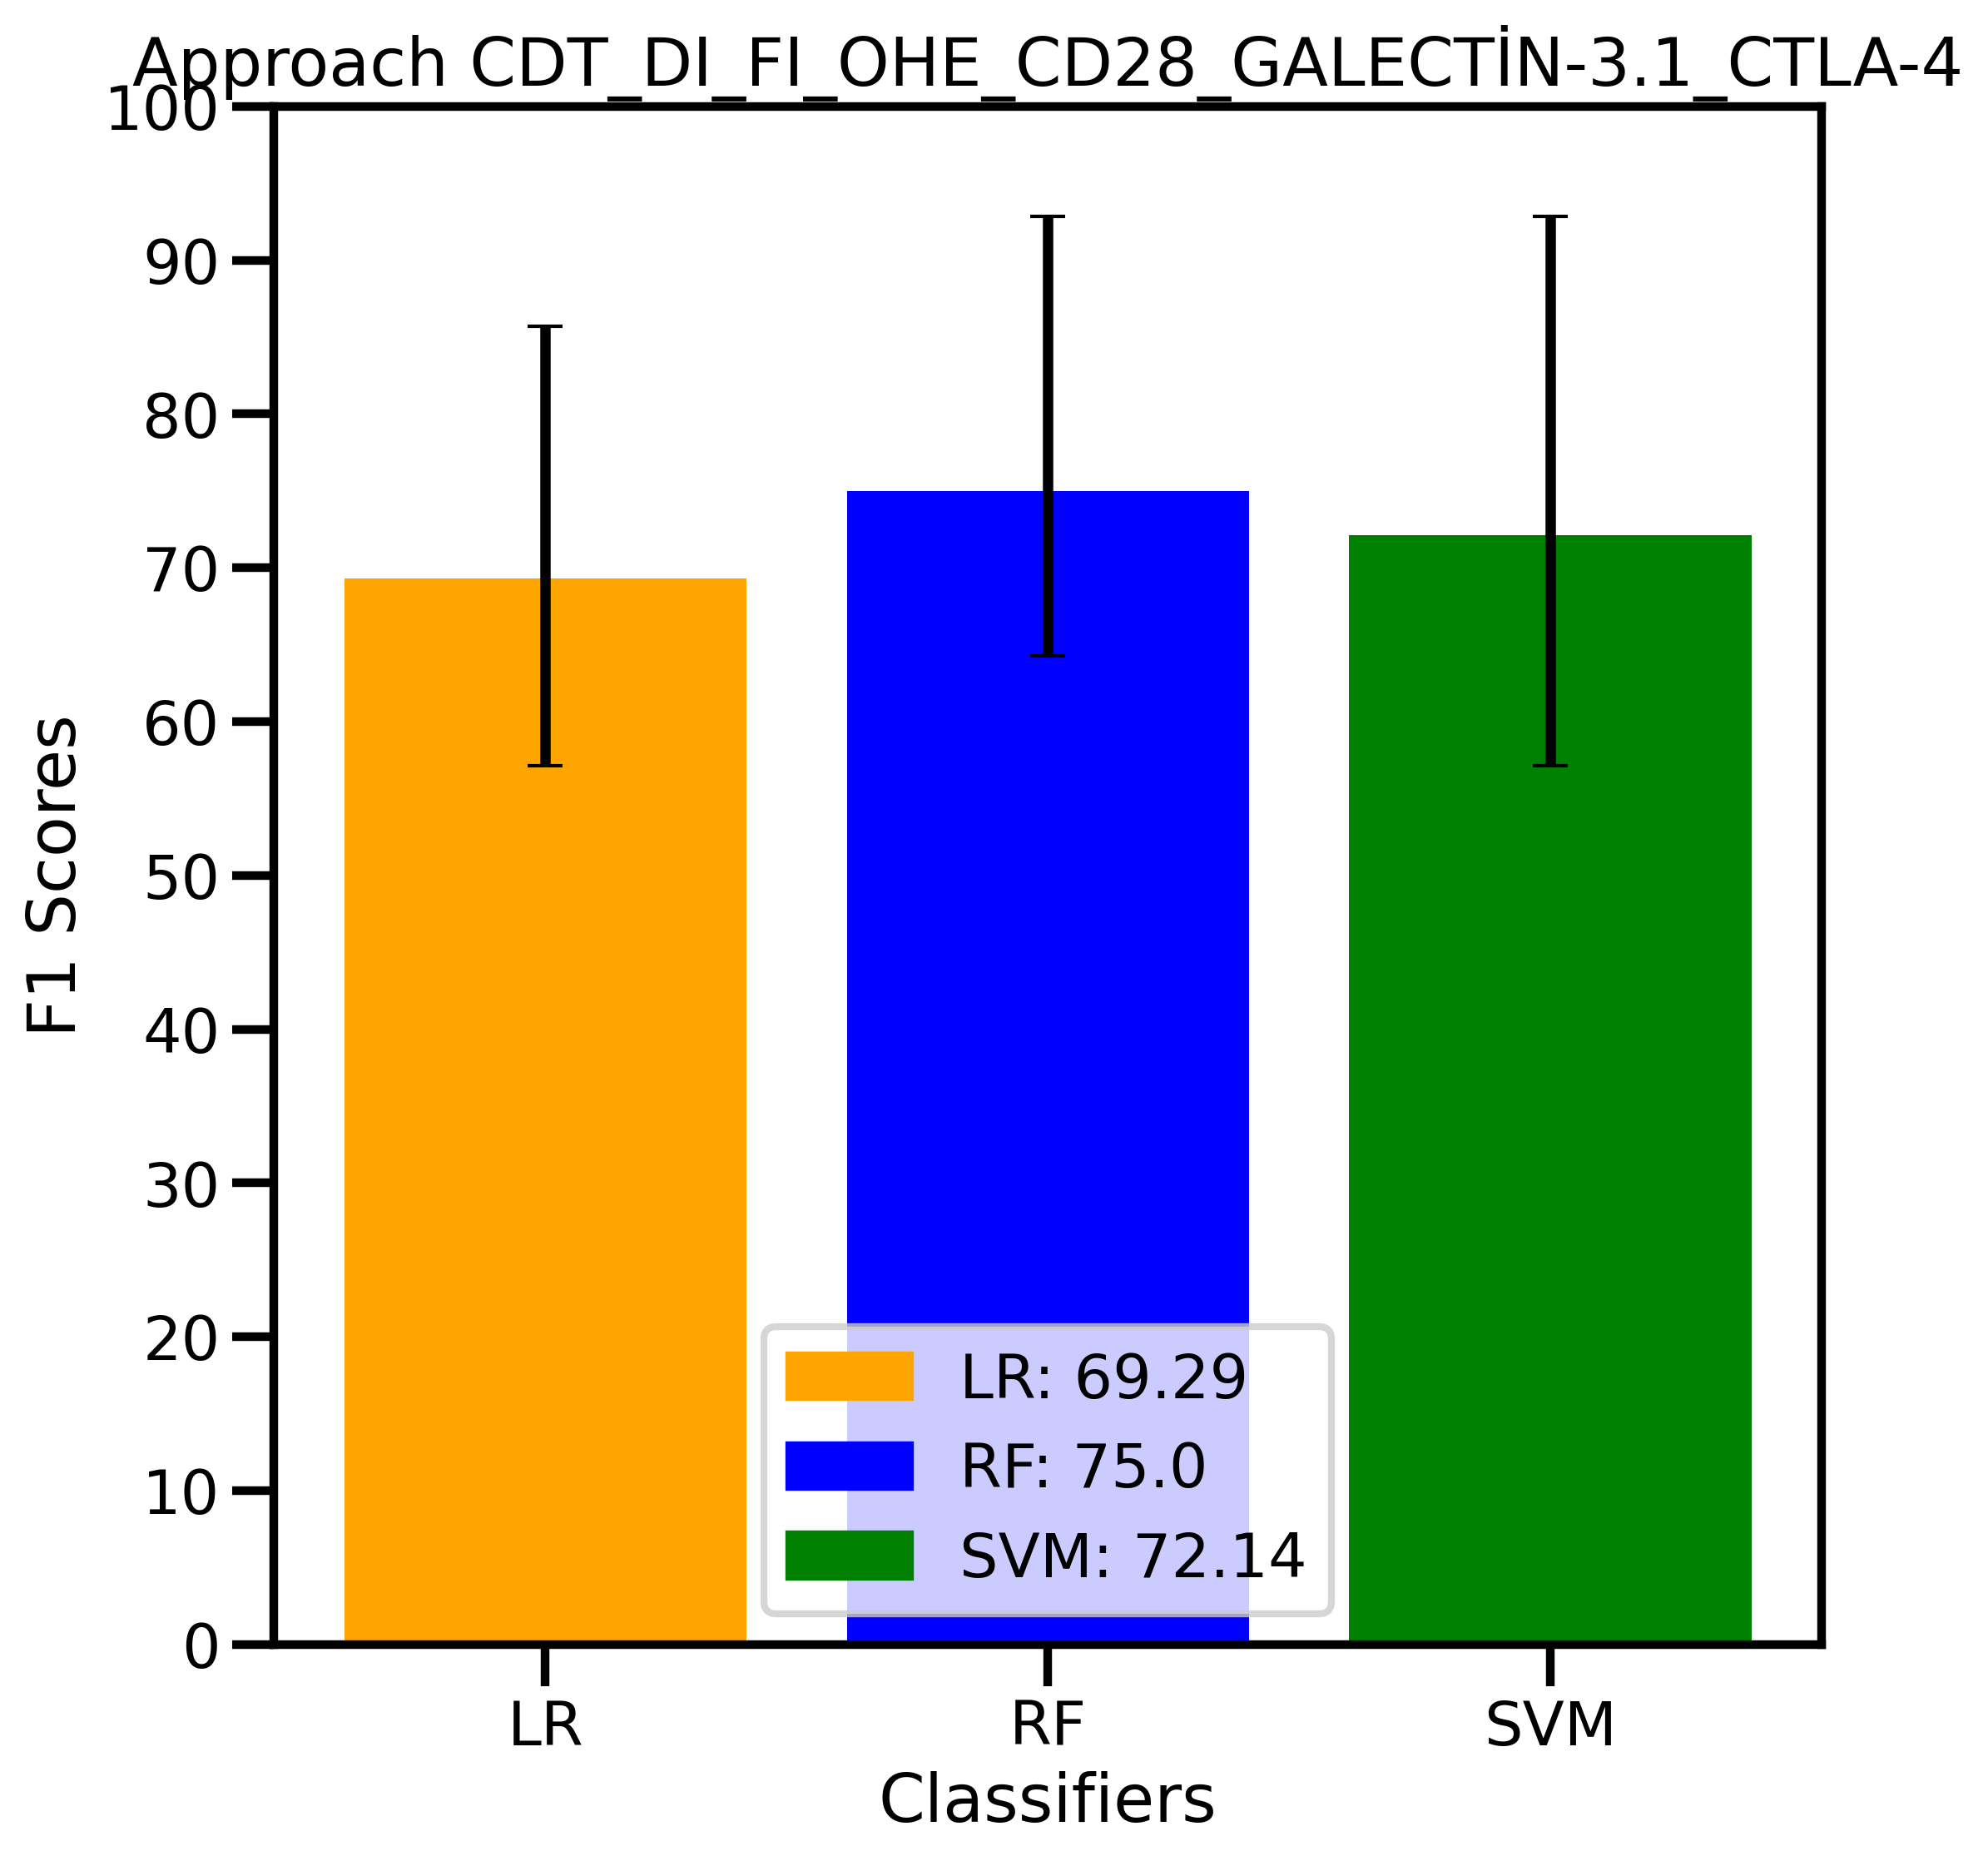 Approach CDT_DI_FI_OHE_CD28_GALECTİN-3.1_CTLA-4
100
90
80
70
60
50
40
30
20
10
0
F1 Scores
LR: 69.29
RF: 75.0
SVM: 72.14
LR RF SVM
Classifiers